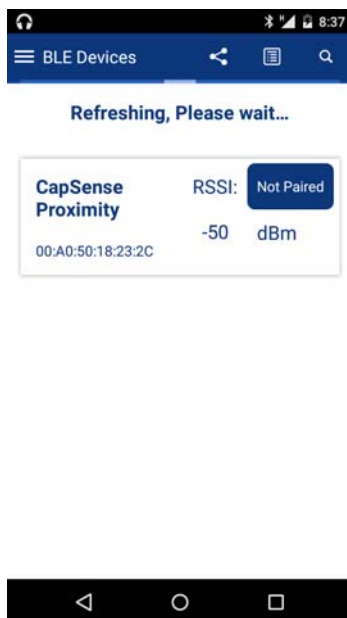 8:37
BLE Devices
Refreshing, Please wait...
CapSense
Proximity
00:A0:50:18:23:2C
RSSI:
Not Paired
-50 dBm